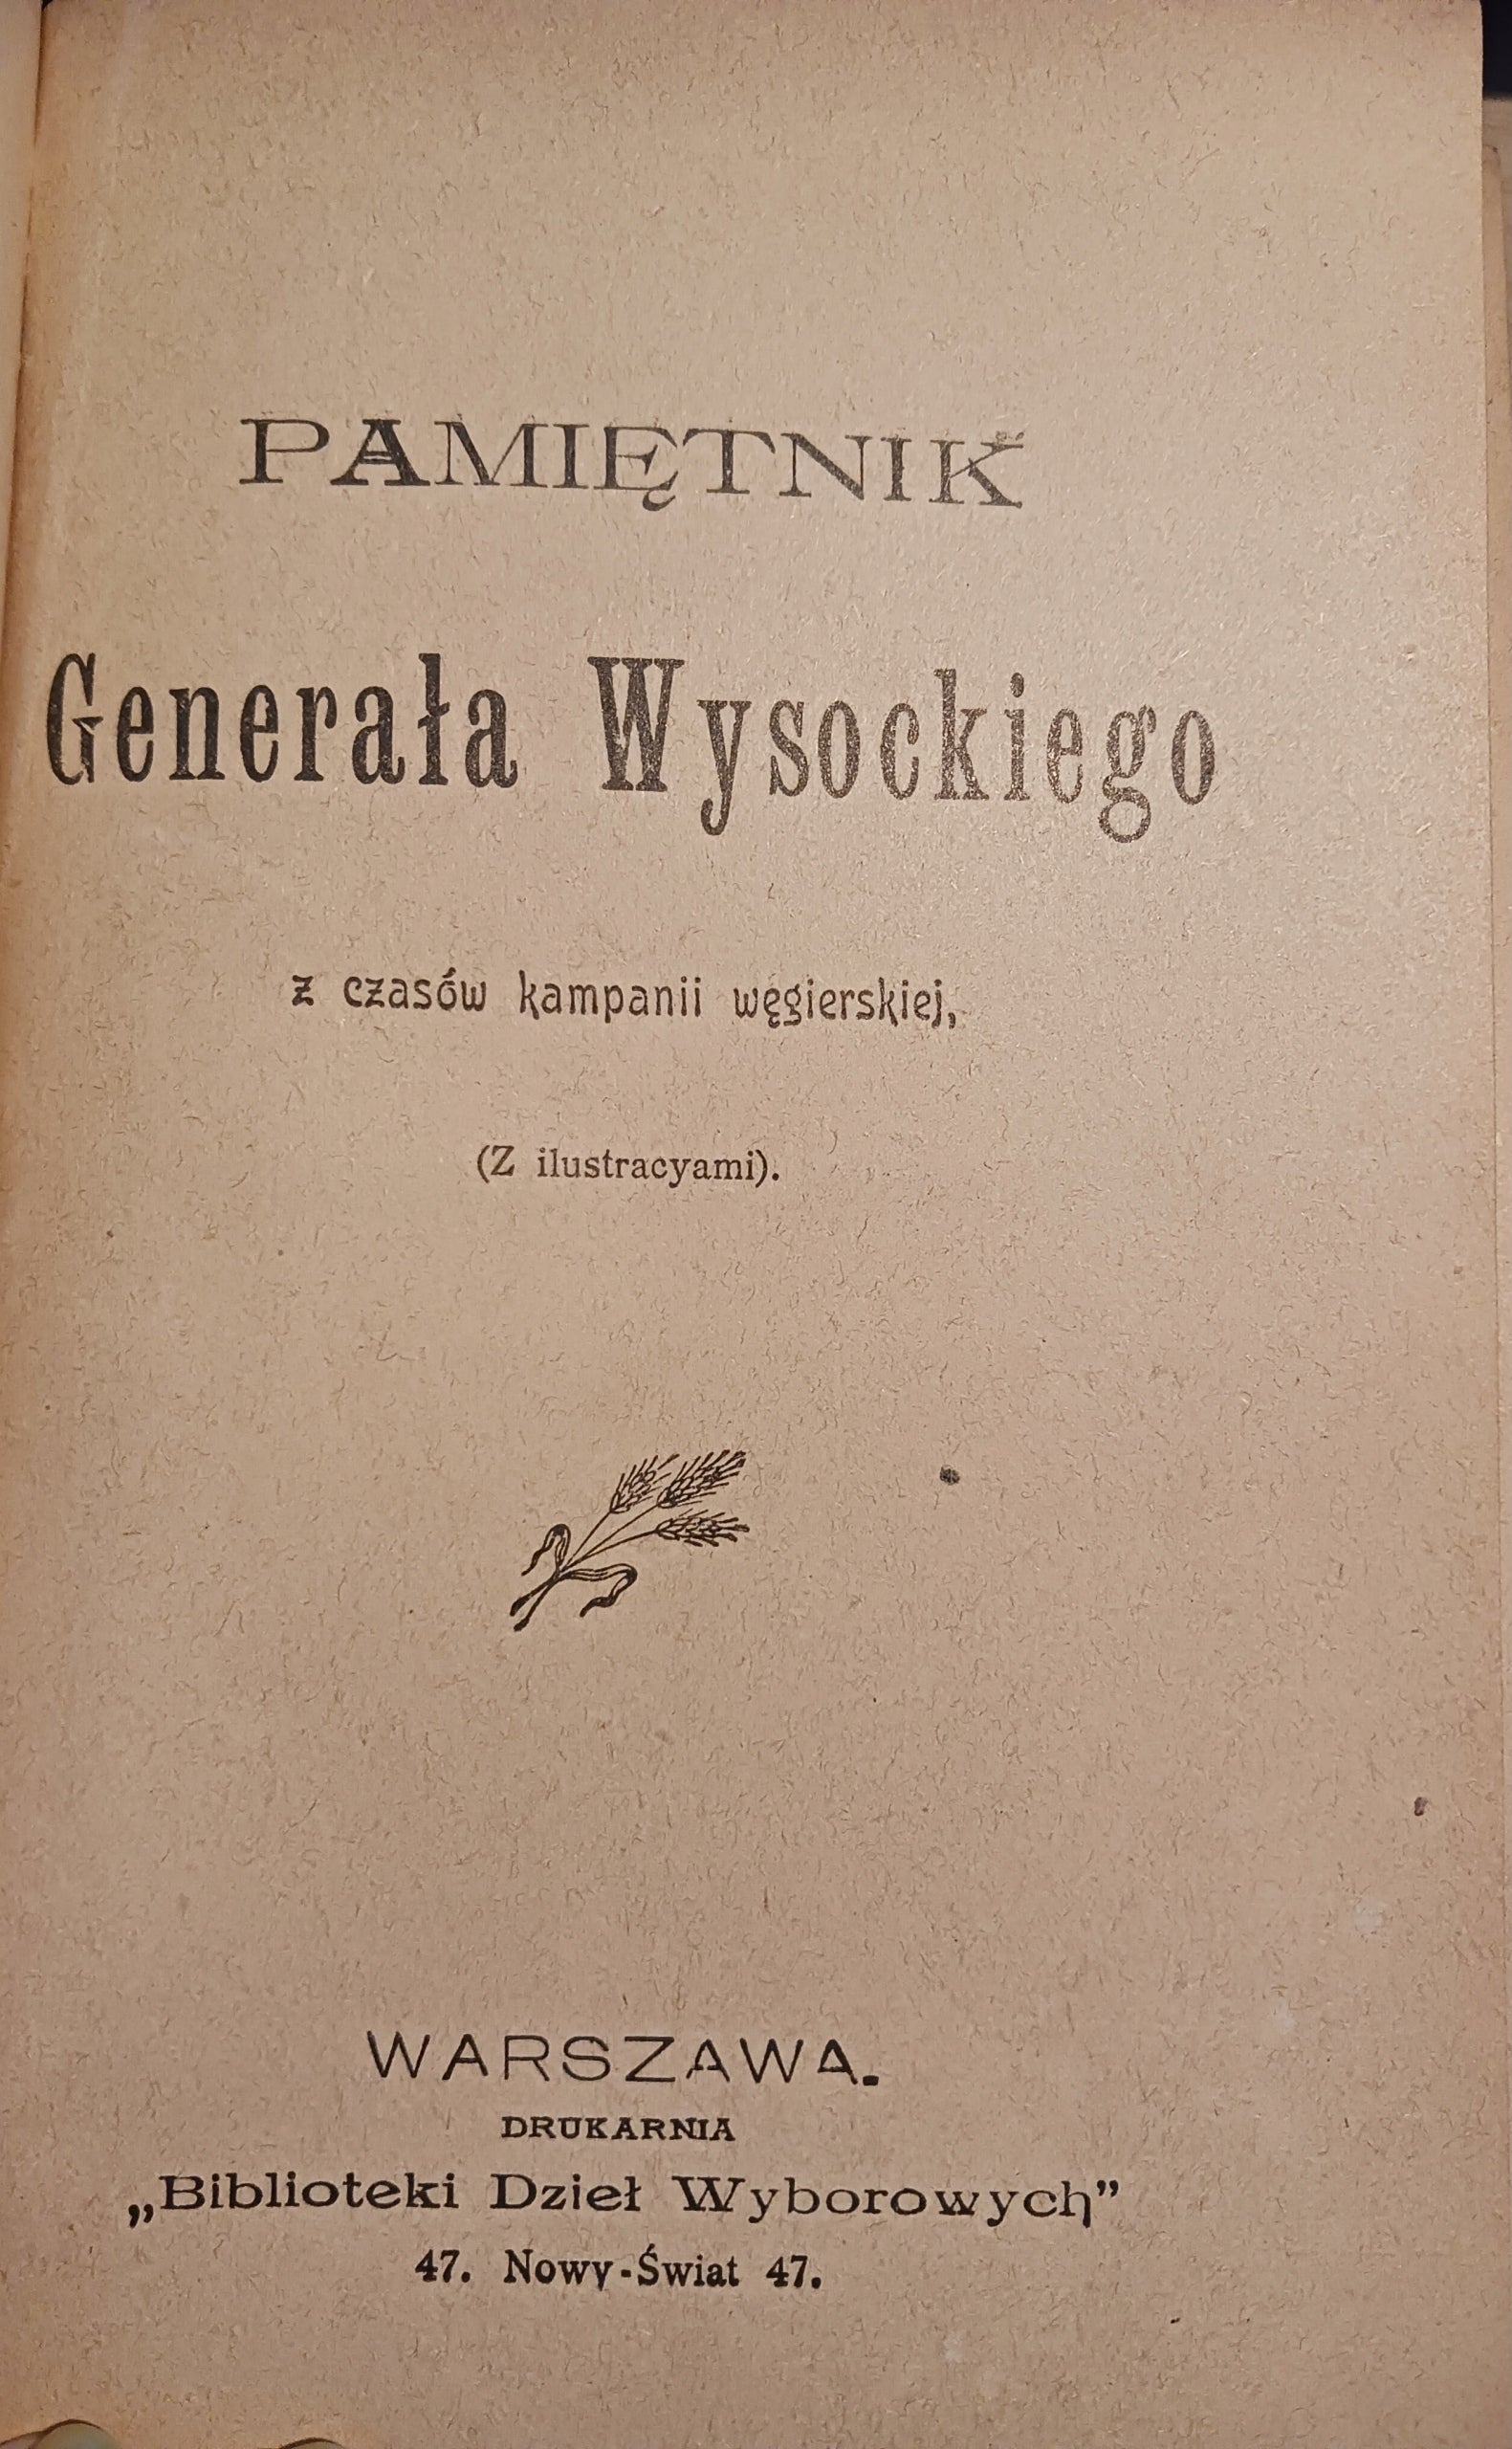 PAMIĘTNIK
Generała Wysockiego
z czasów kampanii węgierskiej,
(Z ilustracyami).
WARSZAWA.
DRUKARNIA
„Biblioteki Dzieł Wyborowych”
47. Nowy-Świat 47.